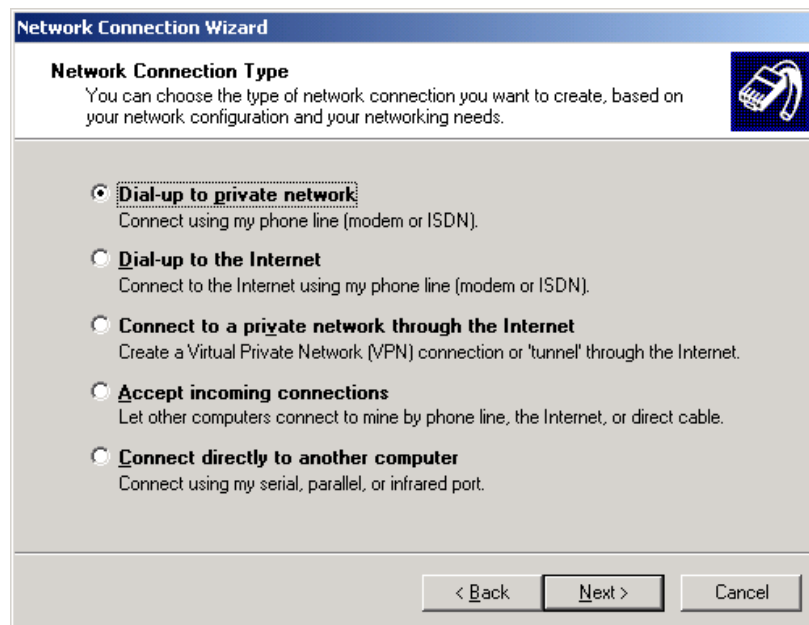 Network Connection Wizard
Network Connection Type
You can choose the type of network connection you want to create, based on
your network configuration and your networking needs.
Dial-up to private network
Connect using my phone line (modem or ISDN).
Dial-up to the Internet
Connect to the Internet using my phone line (modem or ISDN).
Connect to a private network through the Internet
Create a Virtual Private Network (VPN) connection or 'tunnel' through the Internet.
Accept incoming connections
Let other computers connect to mine by phone line, the Internet, or direct cable.
Connect directly to another computer
Connect using my serial, parallel, or infrared port.
< Back Next > Cancel